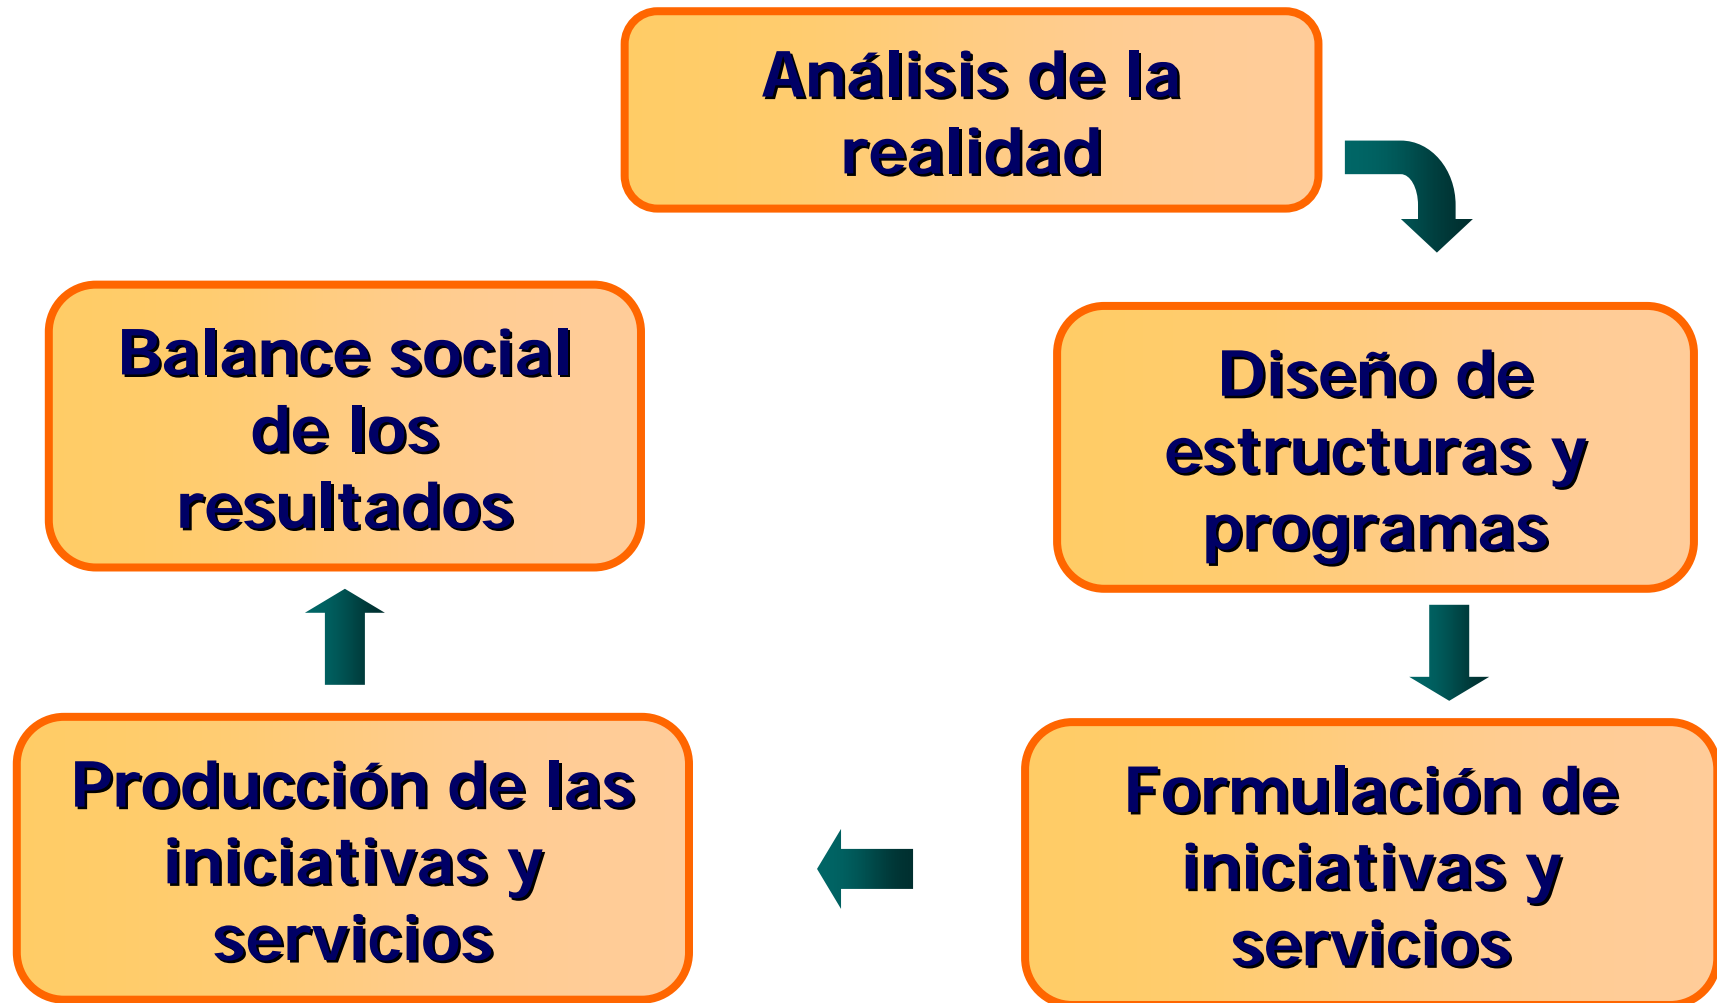 Análisis de la
realidad
Diseño de
estructuras y
programas
Formulación de
iniciativas y
servicios
Producción de las
iniciativas y
servicios
Balance social
de los
resultados